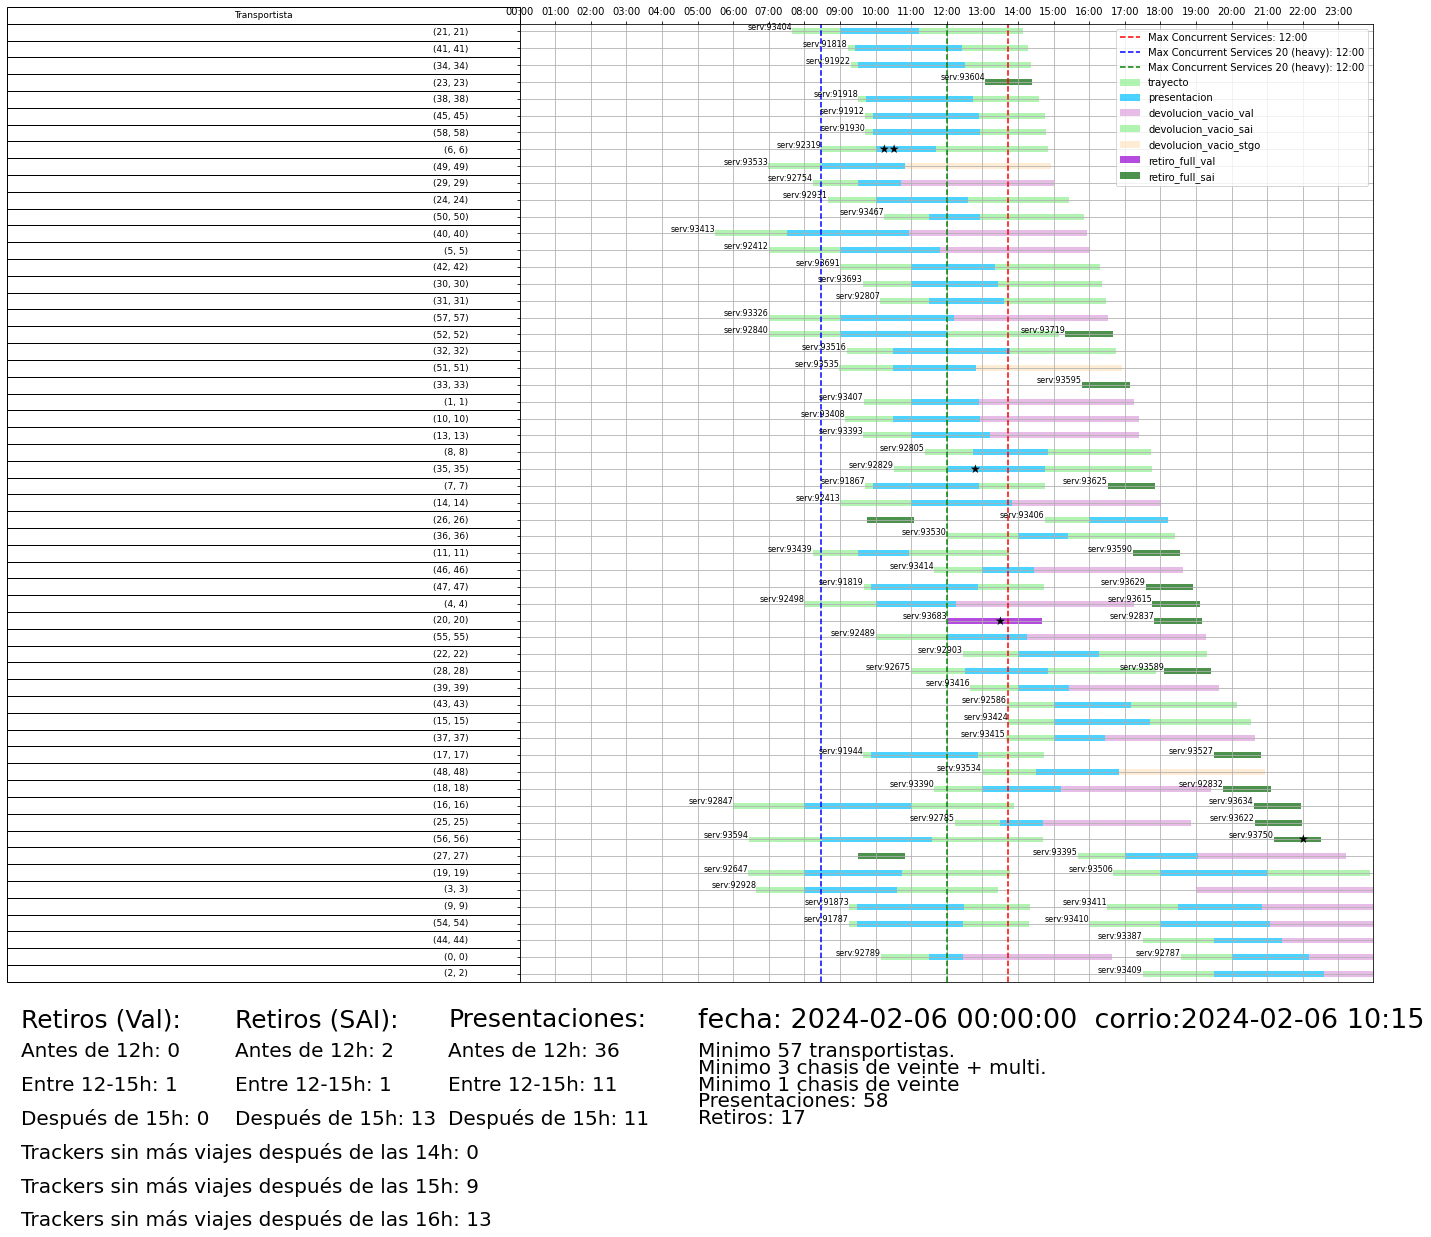 Transportista
00:00 01:00 02:00 03:00 04:00 05:00 06:00 07:00 08:00 09:00 10:00 11:00 12:00 13:00 14:00 15:00 16:00 17:00 18:00 19:00 20:00 21:00 22:00 23:00
Max Concurrent Services: 12:00
Max Concurrent Services 20 (heavy): 12:00
Max Concurrent Services 20 (heavy): 12:00
trayecto
presentacion
devolucion_vacio_val
devolucion_vacio_sai
devolucion_vacio_stgo
retiro_full_val
retiro_full_sai
(21, 21) serv:93404
(41, 41) serv:91818
(34, 34) serv:91922
(23, 23) serv:93604
(38, 38) serv:91918
(45, 45) serv:91912
(58, 58) serv:91930
(6, 6) serv:92319
(49, 49) serv:93533
(29, 29) serv:92754
(24, 24) serv:92931
(50, 50) serv:93467
(40, 40) serv:93413
(5, 5) serv:92412
(42, 42) serv:93691
(30, 30) serv:93693
(31, 31) serv:92807
(57, 57) serv:93326
(52, 52) serv:92840 serv:93719
(32, 32) serv:93516
(51, 51) serv:93535
(33, 33) serv:93595
(1, 1) serv:93407
(10, 10) serv:93408
(13, 13) serv:93393
(8, 8) serv:92805
(35, 35) serv:92829
(7, 7) serv:91867 serv:93625
(14, 14) serv:92413
(26, 26) serv:93406
(36, 36) serv:93530
(11, 11) serv:93439 serv:93590
(46, 46) serv:93414
(47, 47) serv:91819 serv:93629
(4, 4) serv:92498 serv:93615
(20, 20) serv:93683 serv:92837
(55, 55) serv:92489
(22, 22) serv:92903
(28, 28) serv:92675 serv:93589
(39, 39) serv:93416
(43, 43) serv:92586
(15, 15) serv:93424
(37, 37) serv:93415
(17, 17) serv:91944 serv:93527
(48, 48) serv:93534
(18, 18) serv:93390 serv:92832
(16, 16) serv:92847 serv:93634
(25, 25) serv:92785 serv:93622
(56, 56) serv:93594 serv:93750
(27, 27) serv:93395
(19, 19) serv:92647 serv:93506
(3, 3) serv:92928
(9, 9) serv:91873 serv:93411
(54, 54) serv:91787 serv:93410
(44, 44) serv:93387
(0, 0) serv:92789 serv:92787
(2, 2) serv:93409
Retiros (Val):
Antes de 12h: 0
Entre 12-15h: 1
Después de 15h: 0
Retiros (SAI):
Antes de 12h: 2
Entre 12-15h: 1
Después de 15h: 13
Presentaciones:
Antes de 12h: 36
Entre 12-15h: 11
Después de 15h: 11
Trackers sin más viajes después de las 14h: 0
Trackers sin más viajes después de las 15h: 9
Trackers sin más viajes después de las 16h: 13
fecha: 2024-02-06 00:00:00 corrio:2024-02-06 10:15
Minimo 57 transportistas.
Minimo 3 chasis de veinte + multi.
Minimo 1 chasis de veinte
Presentaciones: 58
Retiros: 17